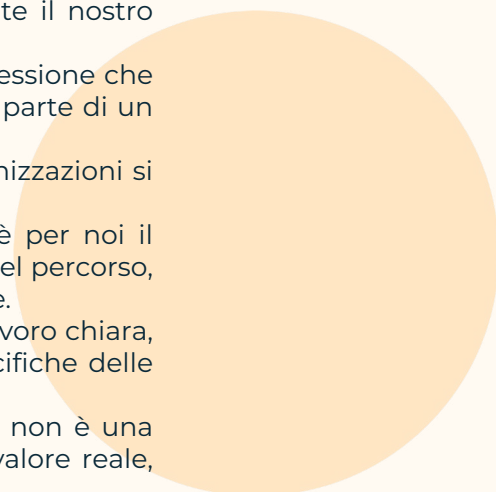 te il nostro
essione che
parte di un
nizzazioni si
è per noi il
el percorso,
e.
voro chiara,
cifiche delle
non è una
valore reale,